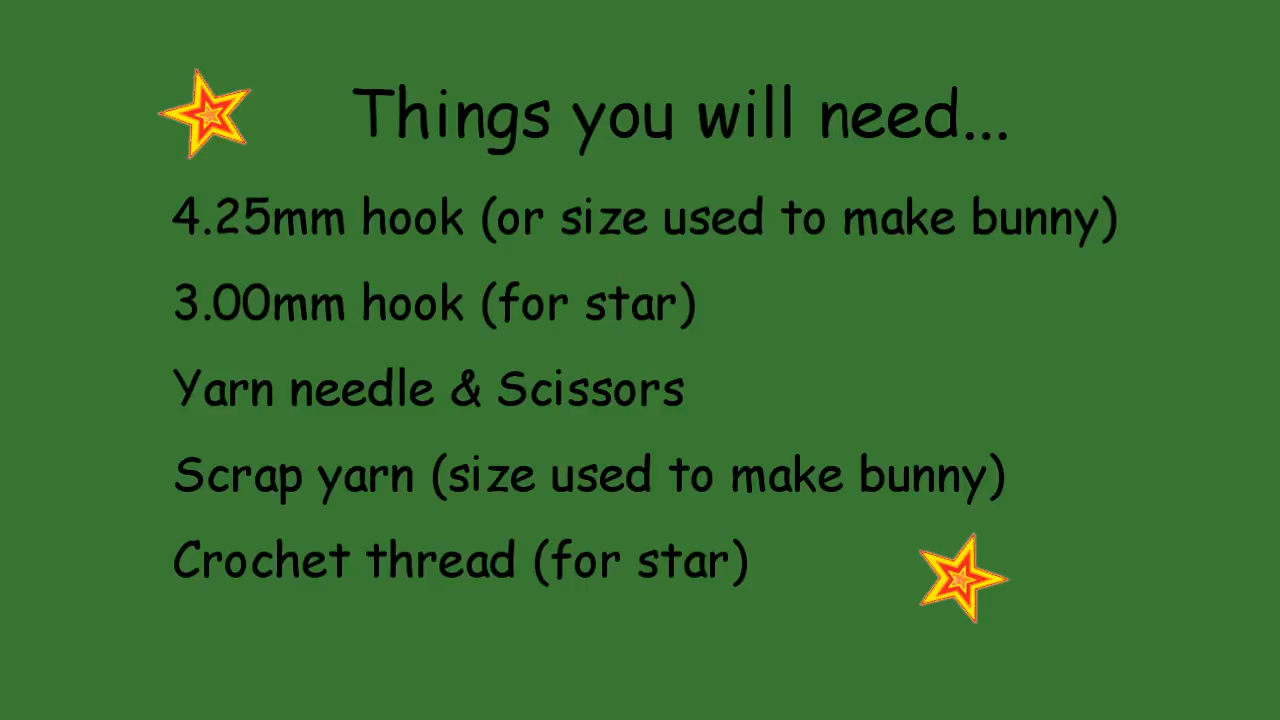 Things you will need...
4.25mm hook (or size used to make bunny)
3.00mm hook (for star)
Yarn needle & Scissors
Scrap yarn (size used to make bunny)
Crochet thread (for star)